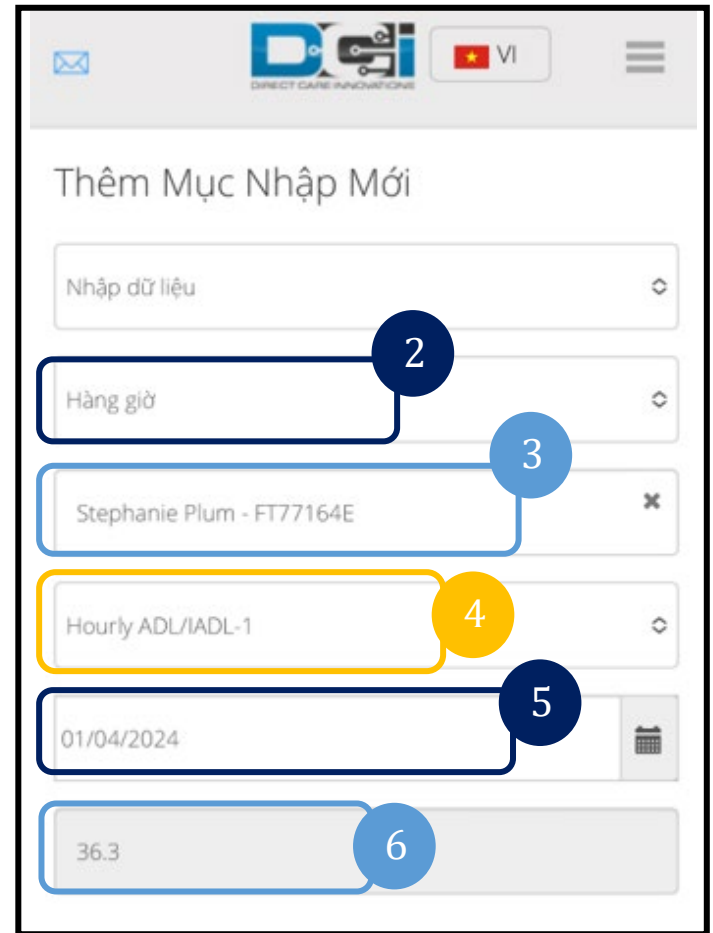 DCI
DIRECT CARE INNOVATIONS
VI
Thêm Mục Nhập Mới
Nhập dữ liệu
2
Hàng giờ
3
Stephanie Plum - FT77164E
4
Hourly ADL/IADL-1
5
01/04/2024
6
36.3